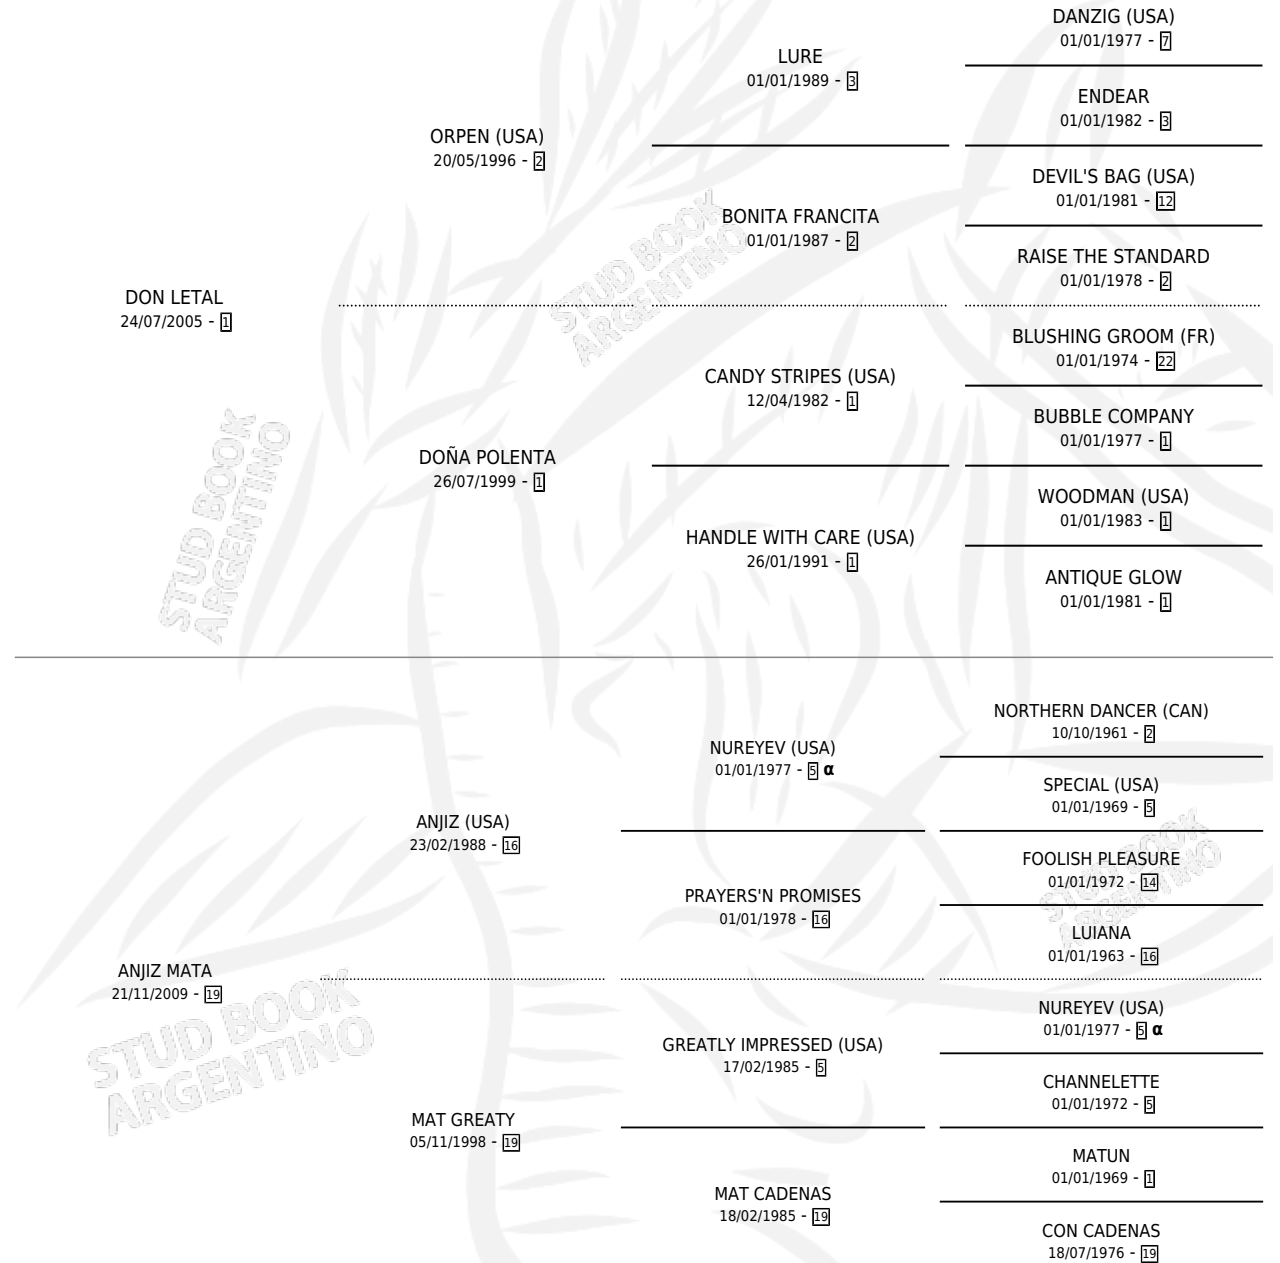 DANZIG (USA)
01/01/1977 - 7
LURE
01/01/1989 - 3
ENDEAR
01/01/1982 - 3
ORPEN (USA)
20/05/1996 - 2
DEVIL'S BAG (USA)
01/01/1981 - 12
BONITA FRANCITA
01/01/1987 - 2
RAISE THE STANDARD
01/01/1978 - 2
DON LETAL
24/07/2005 - 1
BLUSHING GROOM (FR)
01/01/1974 - 22
CANDY STRIPES (USA)
12/04/1982 - 1
BUBBLE COMPANY
01/01/1977 - 1
DOÑA POLENTA
26/07/1999 - 1
WOODMAN (USA)
01/01/1983 - 1
HANDLE WITH CARE (USA)
26/01/1991 - 1
ANTIQUE GLOW
01/01/1981 - 1
NORTHERN DANCER (CAN)
10/10/1961 - 2
NUREYEV (USA)
01/01/1977 - 5 α
SPECIAL (USA)
01/01/1969 - 5
ANJIZ (USA)
23/02/1988 - 16
FOOLISH PLEASURE
01/01/1972 - 14
PRAYERS'N PROMISES
01/01/1978 - 16
LUIANA
01/01/1963 - 16
ANJIZ MATA
21/11/2009 - 19
NUREYEV (USA)
01/01/1977 - 5 α
GREATLY IMPRESSED (USA)
17/02/1985 - 5
CHANNELETTE
01/01/1972 - 5
MAT GREATY
05/11/1998 - 19
MATUN
01/01/1969 - 1
MAT CADENAS
18/02/1985 - 19
CON CADENAS
18/07/1976 - 19
STUD BOOK
ARGENTINO
STUD BOOK
ARGENTINO
STUD BOOK
ARGENTINO
STUD BOOK
ARGENTINO